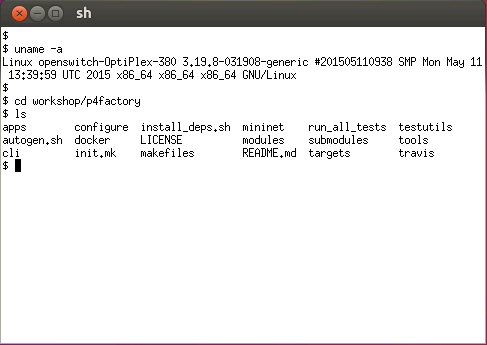 sh
$
$ uname -a
Linux openswitch-OptiPlex-380 3.19.8-031908-generic #201505110938 SMP Mon May 11
 13:39:59 UTC 2015 x86_64 x86_64 x86_64 GNU/Linux
$
$ cd workshop/p4factory
$ ls
apps       configure  install_deps.sh  mininet    run_all_tests  testutils
autogen.sh docker     LICENSE          modules    submodules     tools
cli        init.mk    makefiles        README.md  targets        travis
$